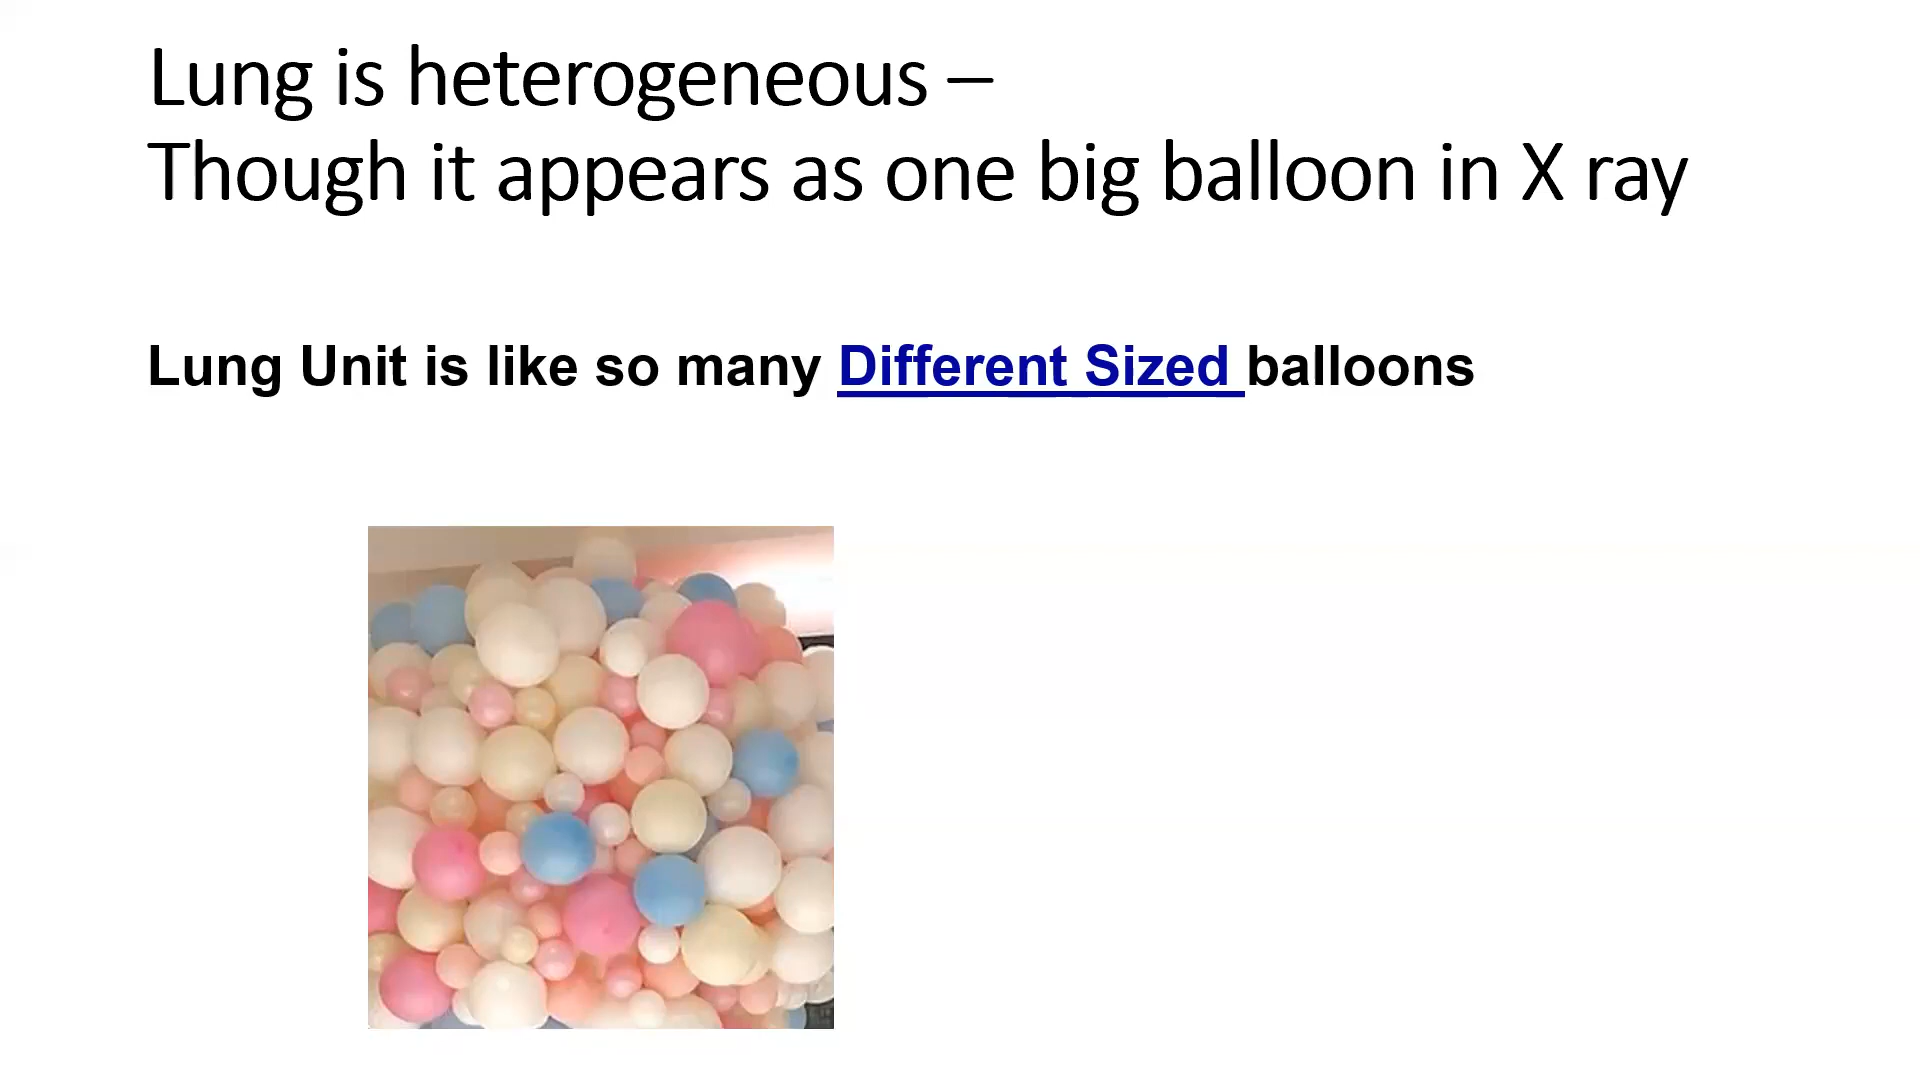 Lung is heterogeneous –
Though it appears as one big balloon in X ray
Lung Unit is like so many Different Sized balloons